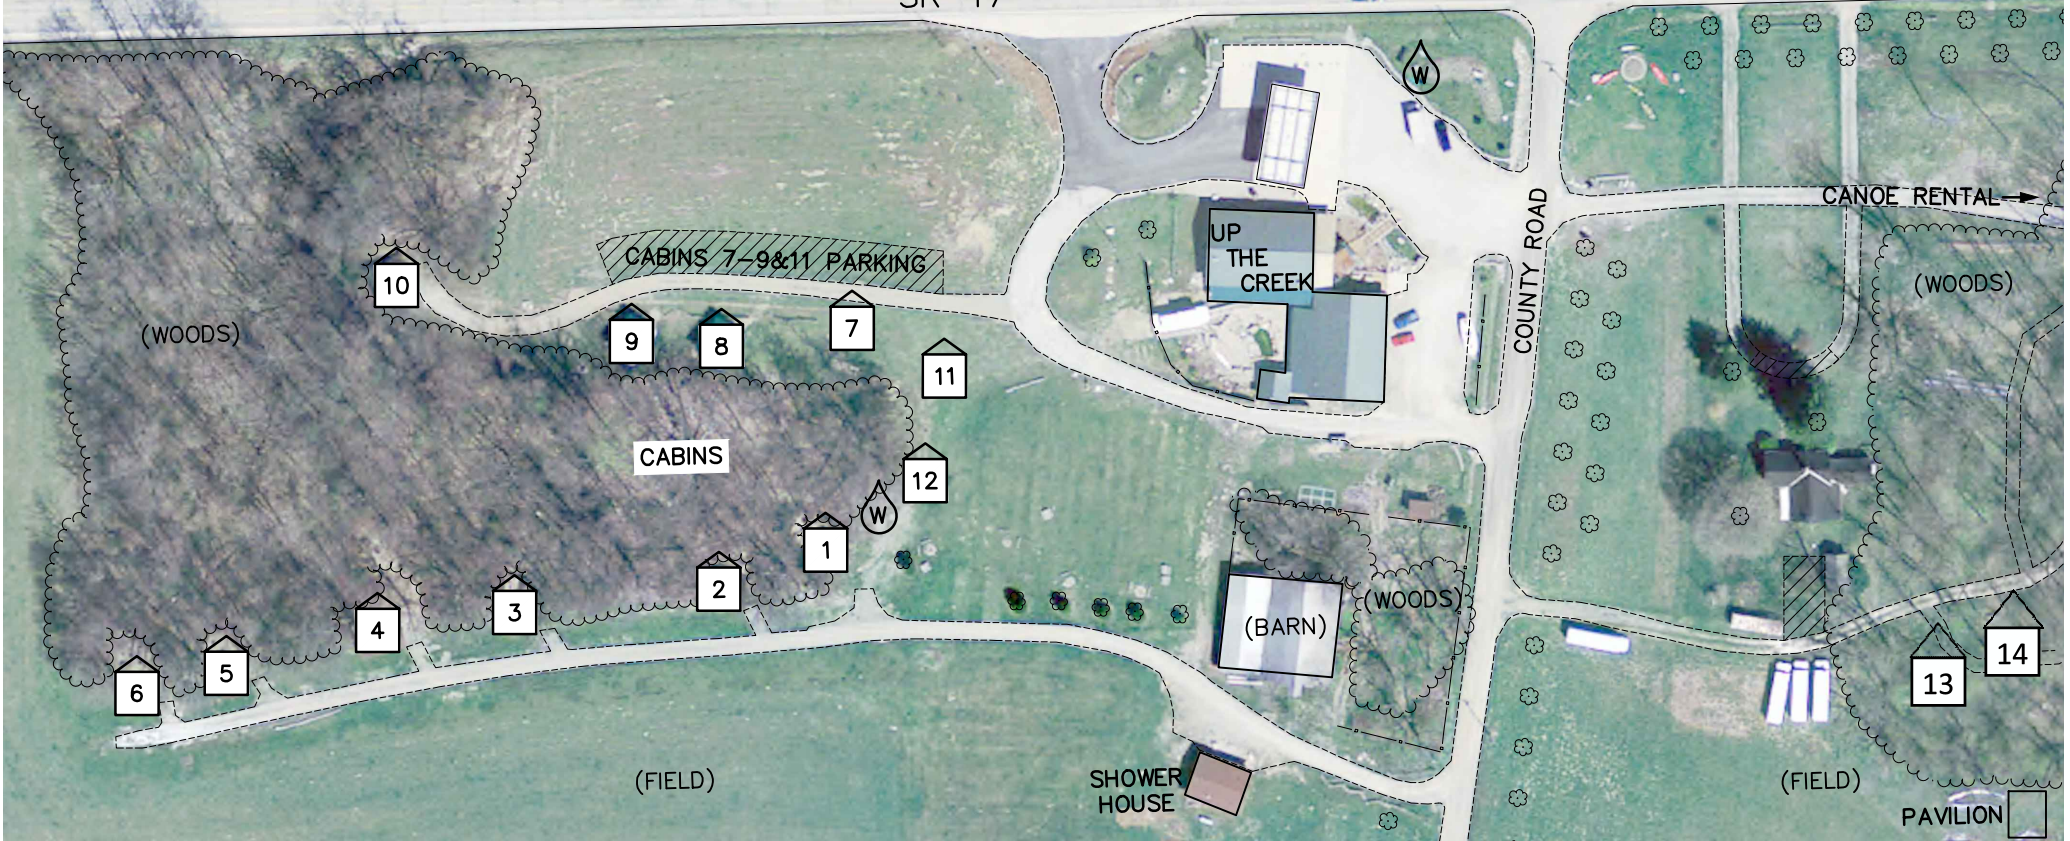 W
CANOE RENTAL
UP
THE
CREEK
COUNTY ROAD
CABINS 7-9&11 PARKING
10
(WOODS)
(WOODS)
9
8
7
11
CABINS
12
W
1
2
3
4
5
6
(BARN)
(WOODS)
14
13
(FIELD)
SHOWER
HOUSE
(FIELD)
PAVILION